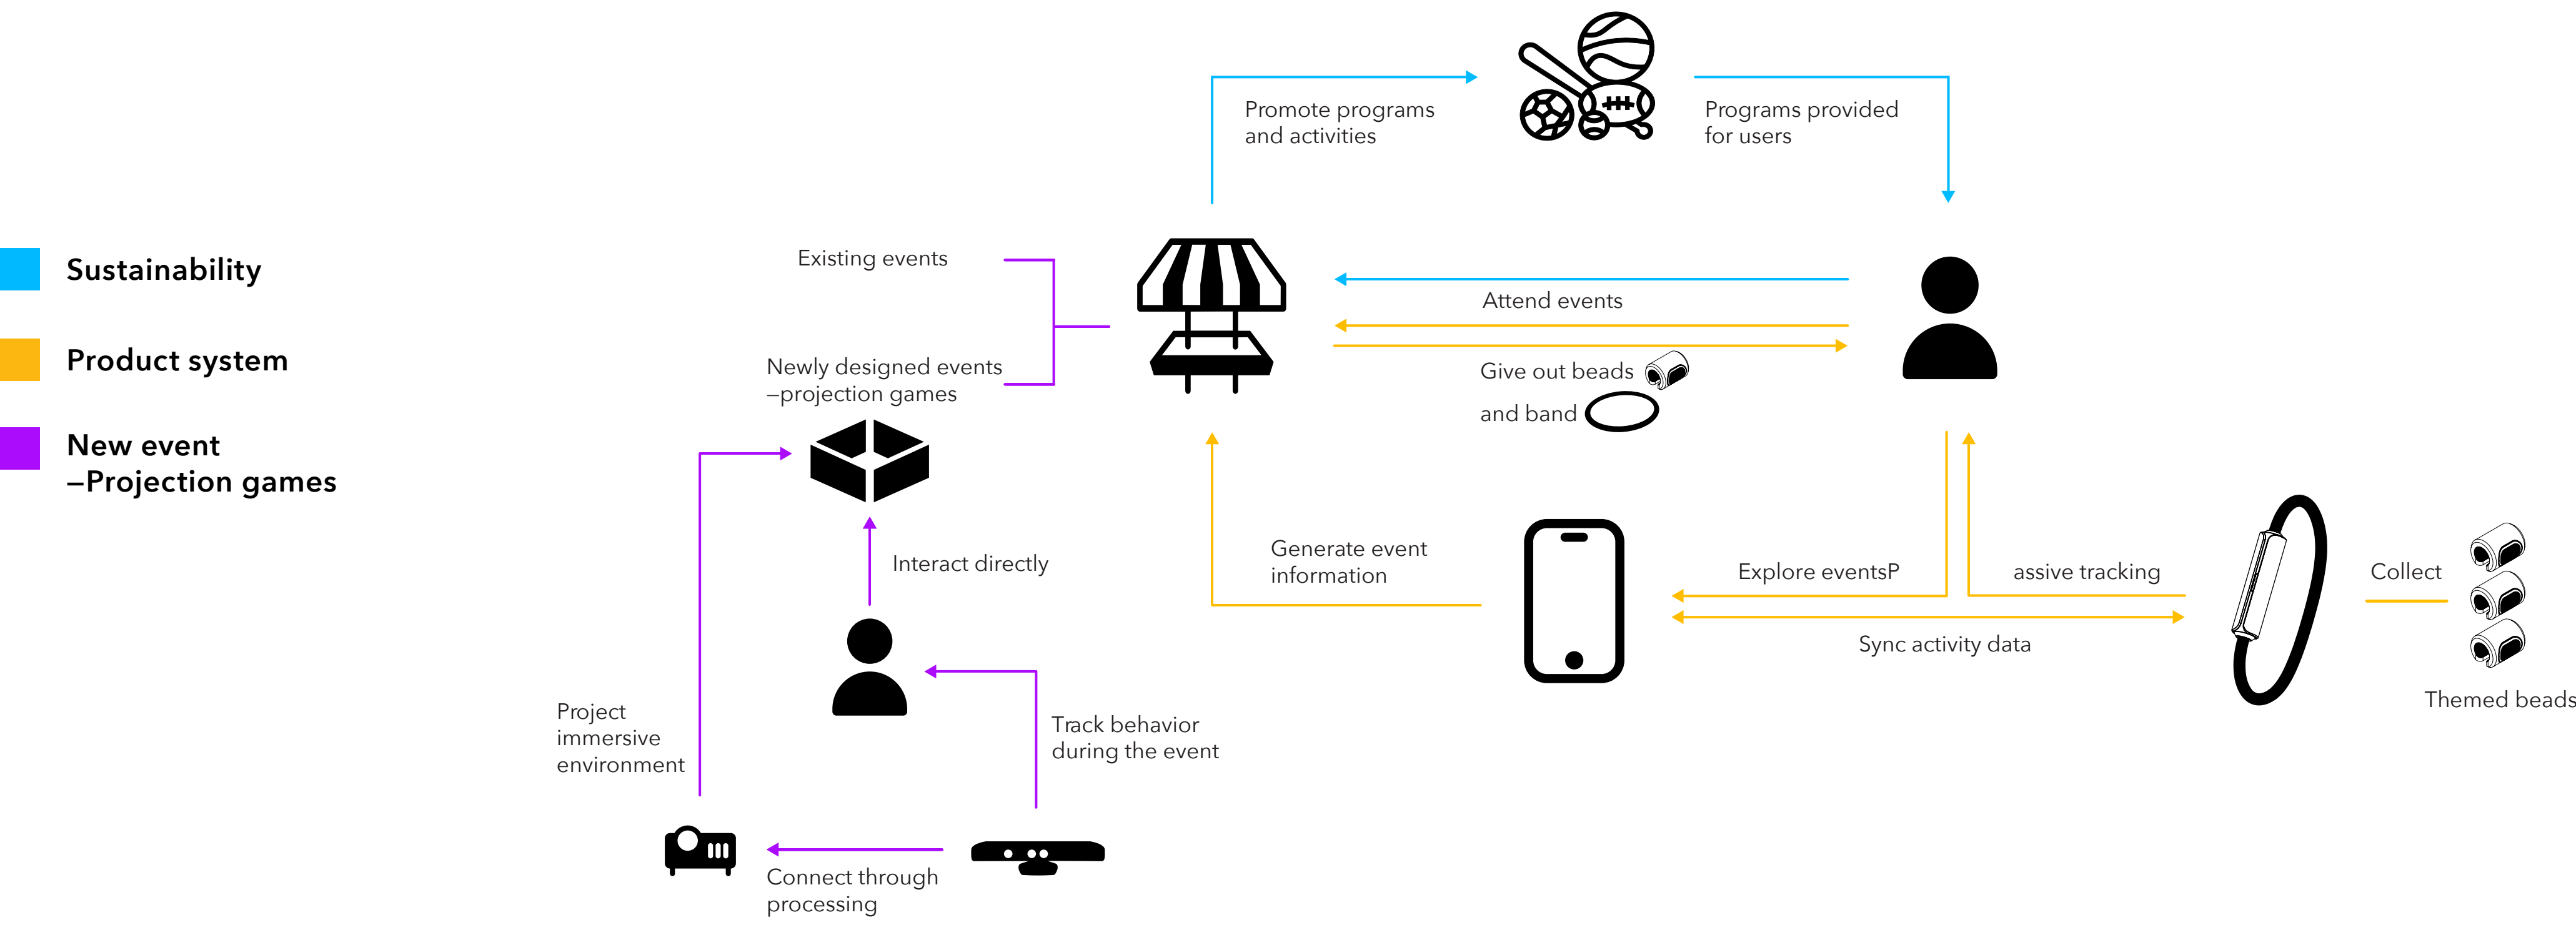 Sustainability
Product system
New event
–Projection games
Promote programs
and activities
Programs provided
for users
Existing events
Newly designed events
–projection games
Attend events
Give out beads
and band
Interact directly
Generate event
information
Explore eventsP
assive tracking
Collect
Sync activity data
Themed beads
Project
immersive
environment
Track behavior
during the event
Connect through
processing